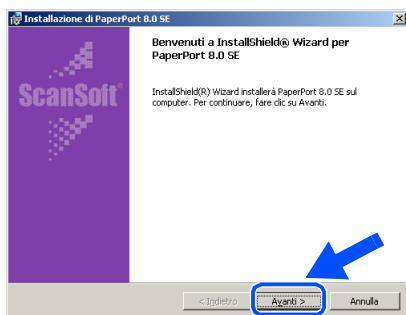 Installazione di PaperPort 8.0 SE
Benvenuti a InstallShield® Wizard per
PaperPort 8.0 SE
ScanSoft®
InstallShield(R) Wizard installerà PaperPort 8.0 SE sul
computer. Per continuare, fare clic su Avanti.
< Indietro
Avanti >
Annulla